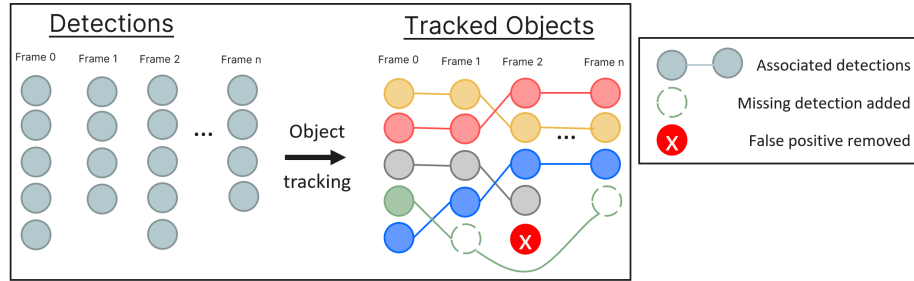 Detections
Frame 0 Frame 1 Frame 2 Frame n
...
Object
tracking
Tracked Objects
Frame 0 Frame 1 Frame 2 Frame n
...
X
Associated detections
Missing detection added
X False positive removed